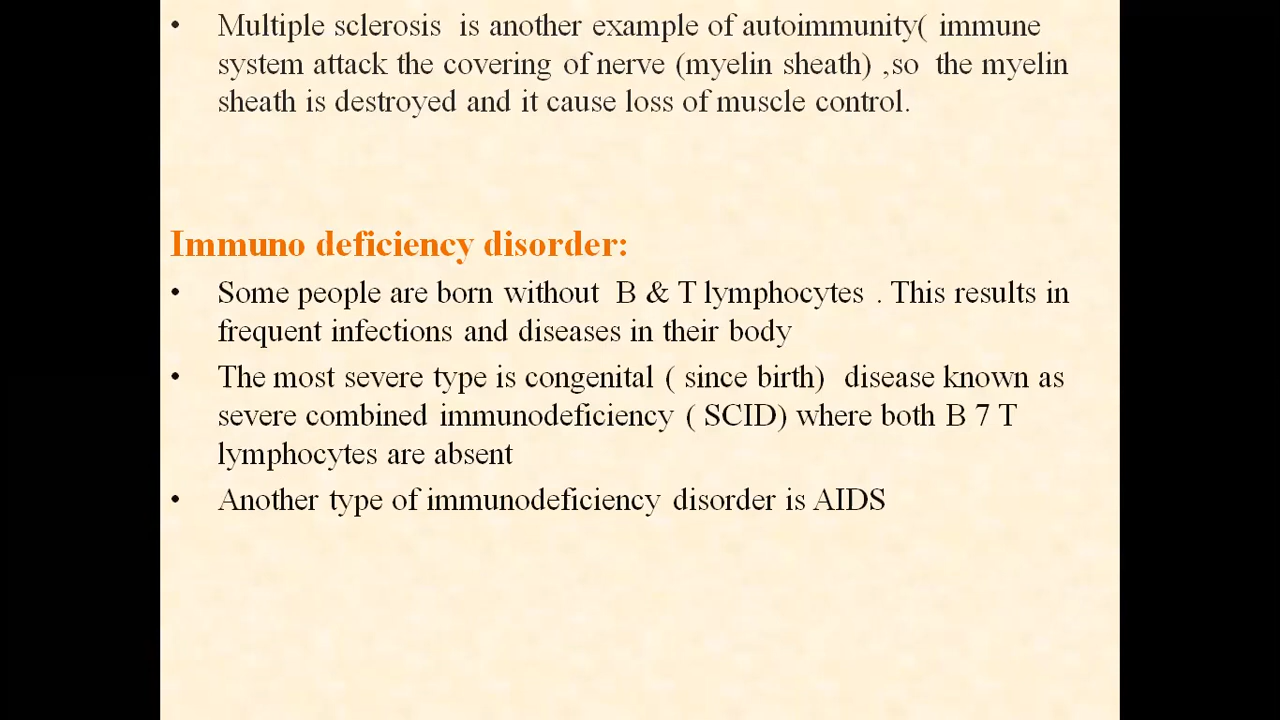 • Multiple sclerosis is another example of autoimmunity( immune
system attack the covering of nerve (myelin sheath) ,so the myelin
sheath is destroyed and it cause loss of muscle control.
Immuno deficiency disorder:
• Some people are born without B & T lymphocytes . This results in
frequent infections and diseases in their body
• The most severe type is congenital ( since birth) disease known as
severe combined immunodeficiency ( SCID) where both B 7 T
lymphocytes are absent
• Another type of immunodeficiency disorder is AIDS